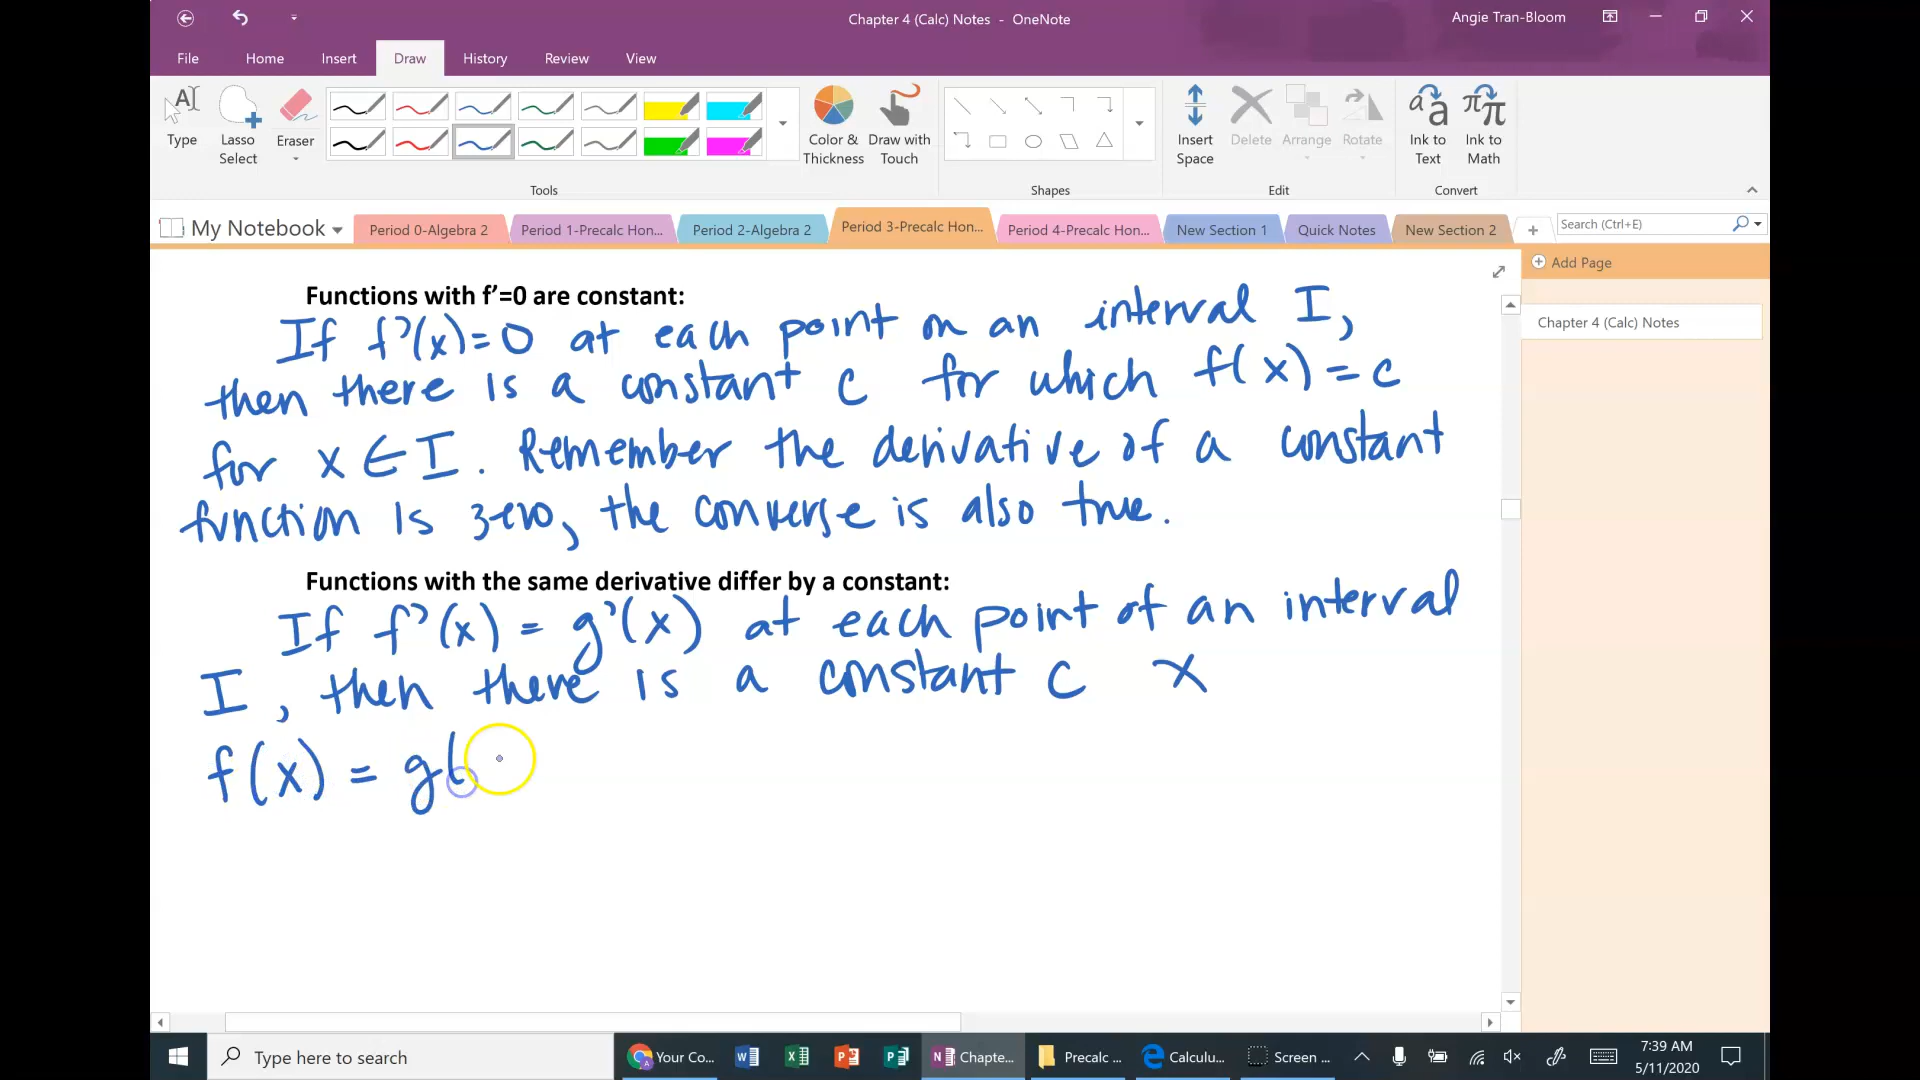 Chapter 4 (Calc) Notes - OneNote
Angie Tran-Bloom
File Home Insert Draw History Review View
Type
Lasso Select
Eraser
Color & Thickness
Draw with Touch
Insert Space
Delete
Arrange
Rotate
Ink to Text
Ink to Math
Tools Shapes Edit Convert
My Notebook Period 0-Algebra 2 Period 1-Precalc Hon... Period 2-Algebra 2 Period 3-Precalc Hon... Period 4-Precalc Hon... New Section 1 Quick Notes New Section 2 + Search (Ctrl+E)
Add Page
Chapter 4 (Calc) Notes
Functions with f’=0 are constant:
If f'(x)=0 at each point on an interval I,
then there is a constant c for which f(x)=c
for x∈I. Remember the derivative of a constant
function is zero, the converse is also true.
Functions with the same derivative differ by a constant:
If f'(x) = g'(x) at each point of an interval
I, then there is a constant c x
f(x) = g(
Type here to search
Your Co...
Chapte...
Precalc ...
Calculu...
Screen ...
7:39 AM
5/11/2020